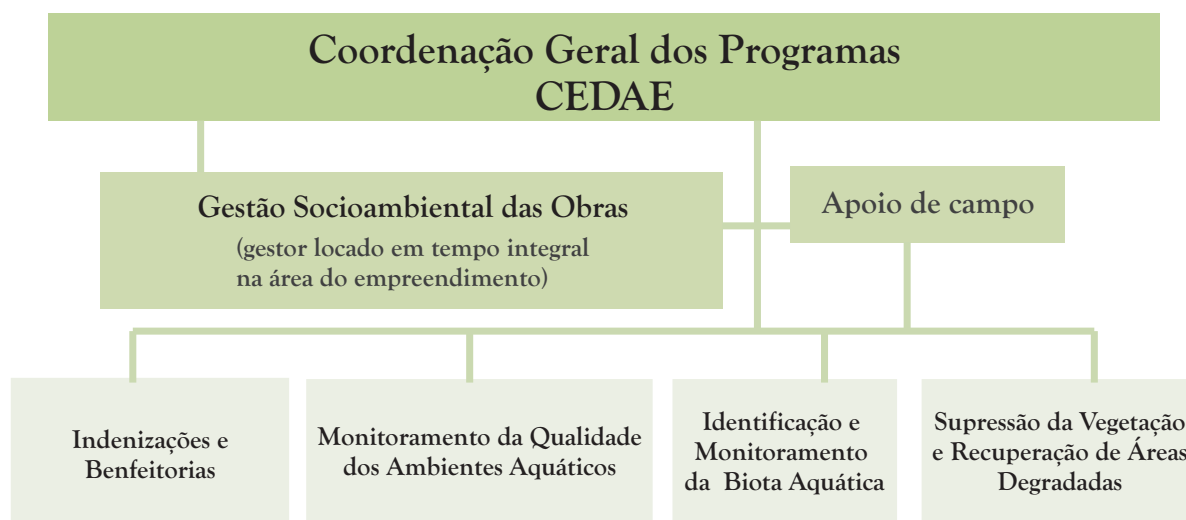 Coordenação Geral dos Programas
CEDAE
Gestão Socioambiental das Obras
(gestor locado em tempo integral
na área do empreendimento)
Apoio de campo
Indenizações e
Benfeitorias
Monitoramento da Qualidade
dos Ambientes Aquáticos
Identificação e
Monitoramento
da Biota Aquática
Supressão da Vegetação
e Recuperação de Áreas
Degradadas